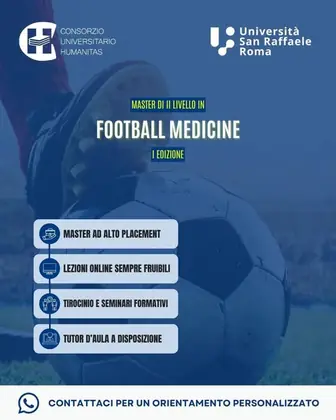 CONSORZIO
UNIVERSITARIO
HUMANITAS
Università
San Raffaele
Roma
MASTER DI II LIVELLO IN
FOOTBALL MEDICINE
I EDIZIONE
MASTER AD ALTO PLACEMENT
LEZIONI ONLINE SEMPRE FRUIBILI
TIROCINIO E SEMINARI FORMATIVI
TUTOR D'AULA A DISPOSIZIONE
CONTATTACI PER UN ORIENTAMENTO PERSONALIZZATO